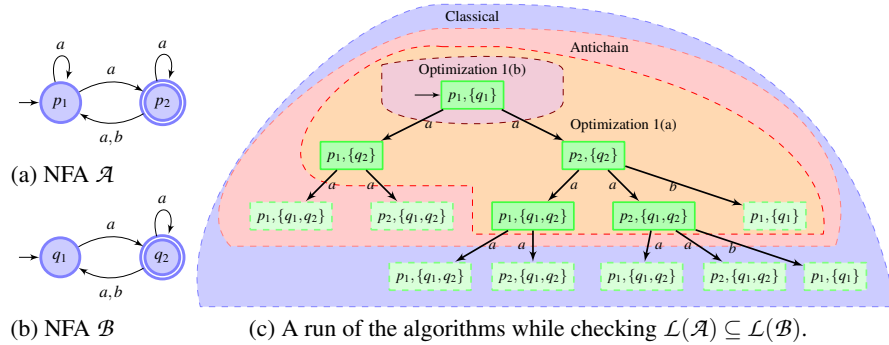 Classical
Antichain
Optimization 1(b)
Optimization 1(a)
a
a
a
p₁ p₂
a,b
(a) NFA 𝒜
a
a
q₁ q₂
a,b
(b) NFA ℬ
p₁,{q₁}
a a
p₁,{q₂} p₂,{q₂}
a a a a b
p₁,{q₁,q₂} p₂,{q₁,q₂} p₁,{q₁,q₂} p₂,{q₁,q₂} p₁,{q₁}
a a a a b
p₁,{q₁,q₂} p₂,{q₁,q₂} p₁,{q₁,q₂} p₂,{q₁,q₂} p₁,{q₁}
(c) A run of the algorithms while checking ℒ(𝒜) ⊆ ℒ(ℬ).